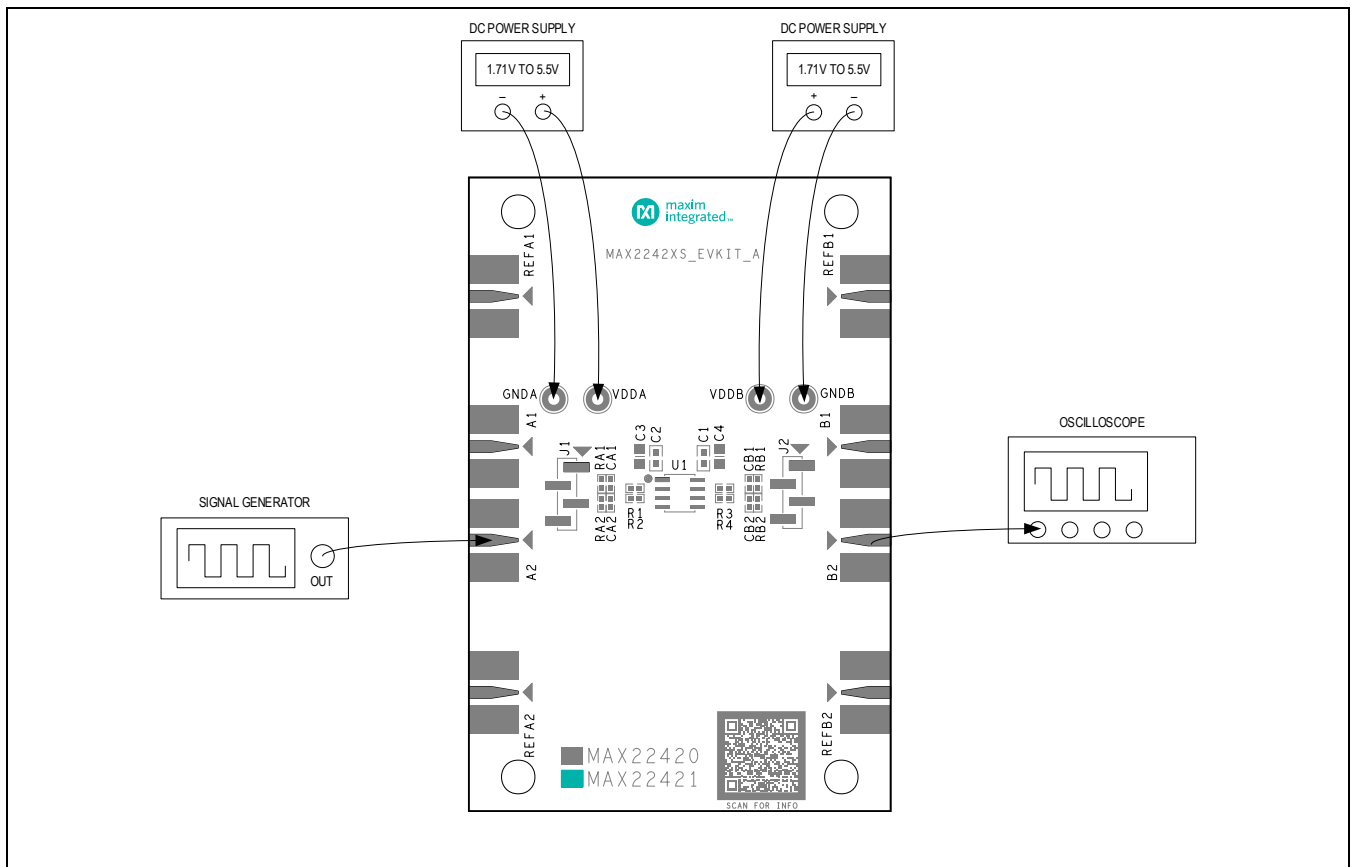 DC POWER SUPPLY
DC POWER SUPPLY
1.71V TO 5.5V
1.71V TO 5.5V
– +
+ –
maxim
integrated™
MAX2242XS_EVKIT_A
REFA1
REFB1
GNDA
VDDA
VDDB
GNDB
A1
B1
J1
RA1
CA1
C3
C2
C1
C4
CB1
RB1
J2
U1
R1
R2
R3
R4
RA2
CA2
CB2
RB2
A2
B2
SIGNAL GENERATOR
OUT
OSCILLOSCOPE
REFA2
REFB2
MAX22420
MAX22421
SCAN FOR INFO